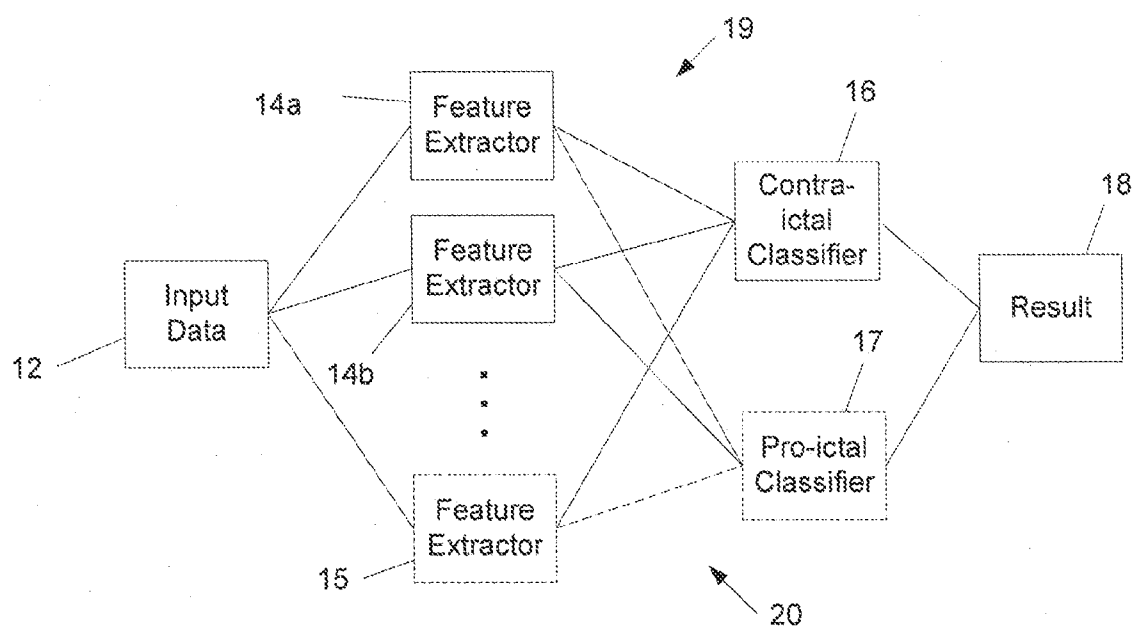 19
14a
Feature
Extractor
16
Contra-
ictal
Classifier
18
Feature
Extractor
Input
Data
Result
12
14b
17
Pro-ictal
Classifier
Feature
Extractor
15
20